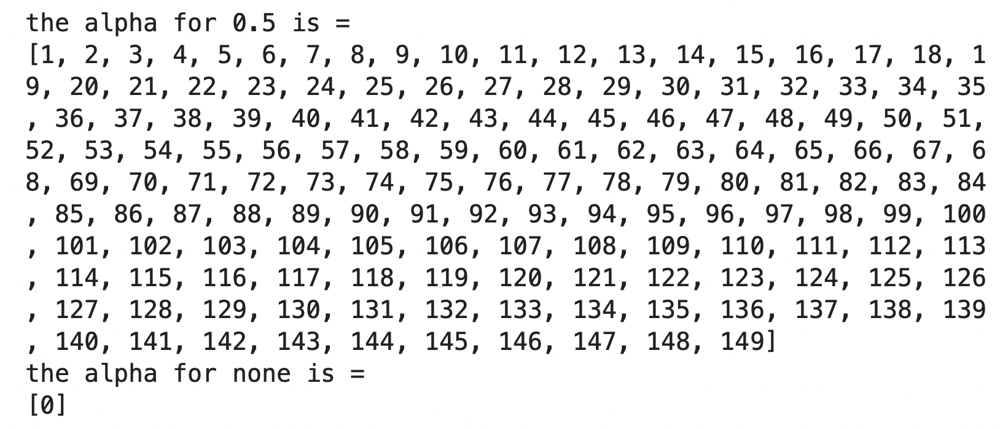 the alpha for 0.5 is =
[1, 2, 3, 4, 5, 6, 7, 8, 9, 10, 11, 12, 13, 14, 15, 16, 17, 18, 1
9, 20, 21, 22, 23, 24, 25, 26, 27, 28, 29, 30, 31, 32, 33, 34, 35
, 36, 37, 38, 39, 40, 41, 42, 43, 44, 45, 46, 47, 48, 49, 50, 51,
52, 53, 54, 55, 56, 57, 58, 59, 60, 61, 62, 63, 64, 65, 66, 67, 6
8, 69, 70, 71, 72, 73, 74, 75, 76, 77, 78, 79, 80, 81, 82, 83, 84
, 85, 86, 87, 88, 89, 90, 91, 92, 93, 94, 95, 96, 97, 98, 99, 100
, 101, 102, 103, 104, 105, 106, 107, 108, 109, 110, 111, 112, 113
, 114, 115, 116, 117, 118, 119, 120, 121, 122, 123, 124, 125, 126
, 127, 128, 129, 130, 131, 132, 133, 134, 135, 136, 137, 138, 139
, 140, 141, 142, 143, 144, 145, 146, 147, 148, 149]
the alpha for none is =
[0]